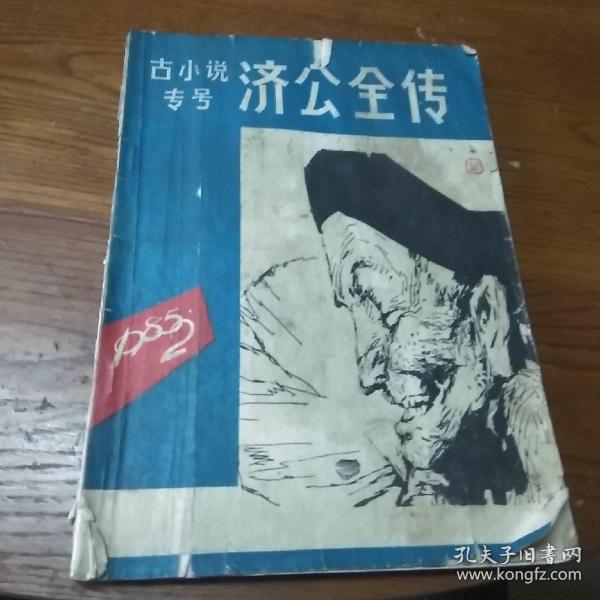 古小说
专号
济公全传
1985.2
孔夫子旧书网
www.kongfz.com